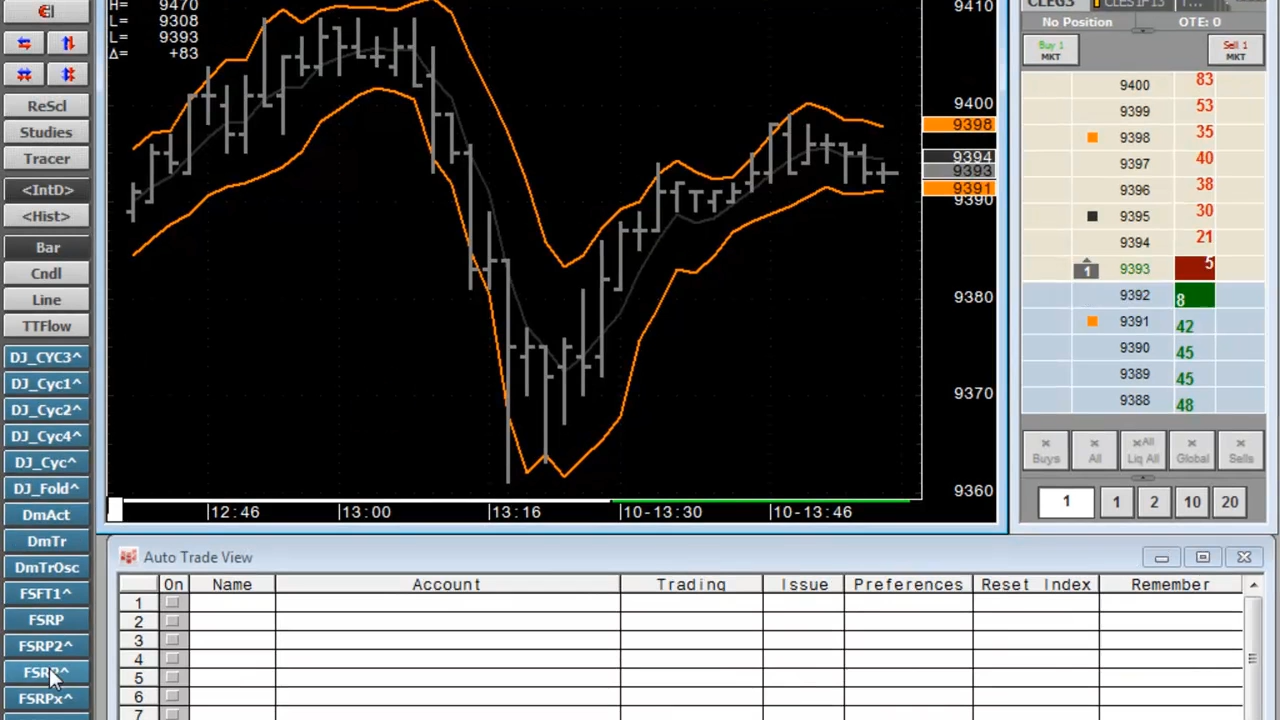 H= 9470
L= 9308
L= 9393
Δ= +83
ReScl
Studies
Tracer
<IntD>
<Hist>
Bar
Cndl
Line
TTFlow
DJ_CYC3^
DJ_Cyc1^
DJ_Cyc2^
DJ_Cyc4^
DJ_Cyc^
DJ_Fold^
DmAct
DmTr
DmTrOsc
FSFT1^
FSRP
FSRP2^
FSRPx^
9410
9400
9398
9394
9393
9391
9390
9380
9370
9360
12:46
13:00
13:16
10-13:30
10-13:46
CLEG3
CLES1F13
No Position
OTE: 0
Buy 1
MKT
Sell 1
MKT
9400 83
9399 53
9398 35
9397 40
9396 38
9395 30
9394 21
1 9393 5
9392 8
9391 42
9390 45
9389 45
9388 48
Buys
All
All
Liq All
Global
Sells
1 1 2 10 20
Auto Trade View
On Name Account Trading Issue Preferences Reset Index Remember
1
2
3
4
5
6
7